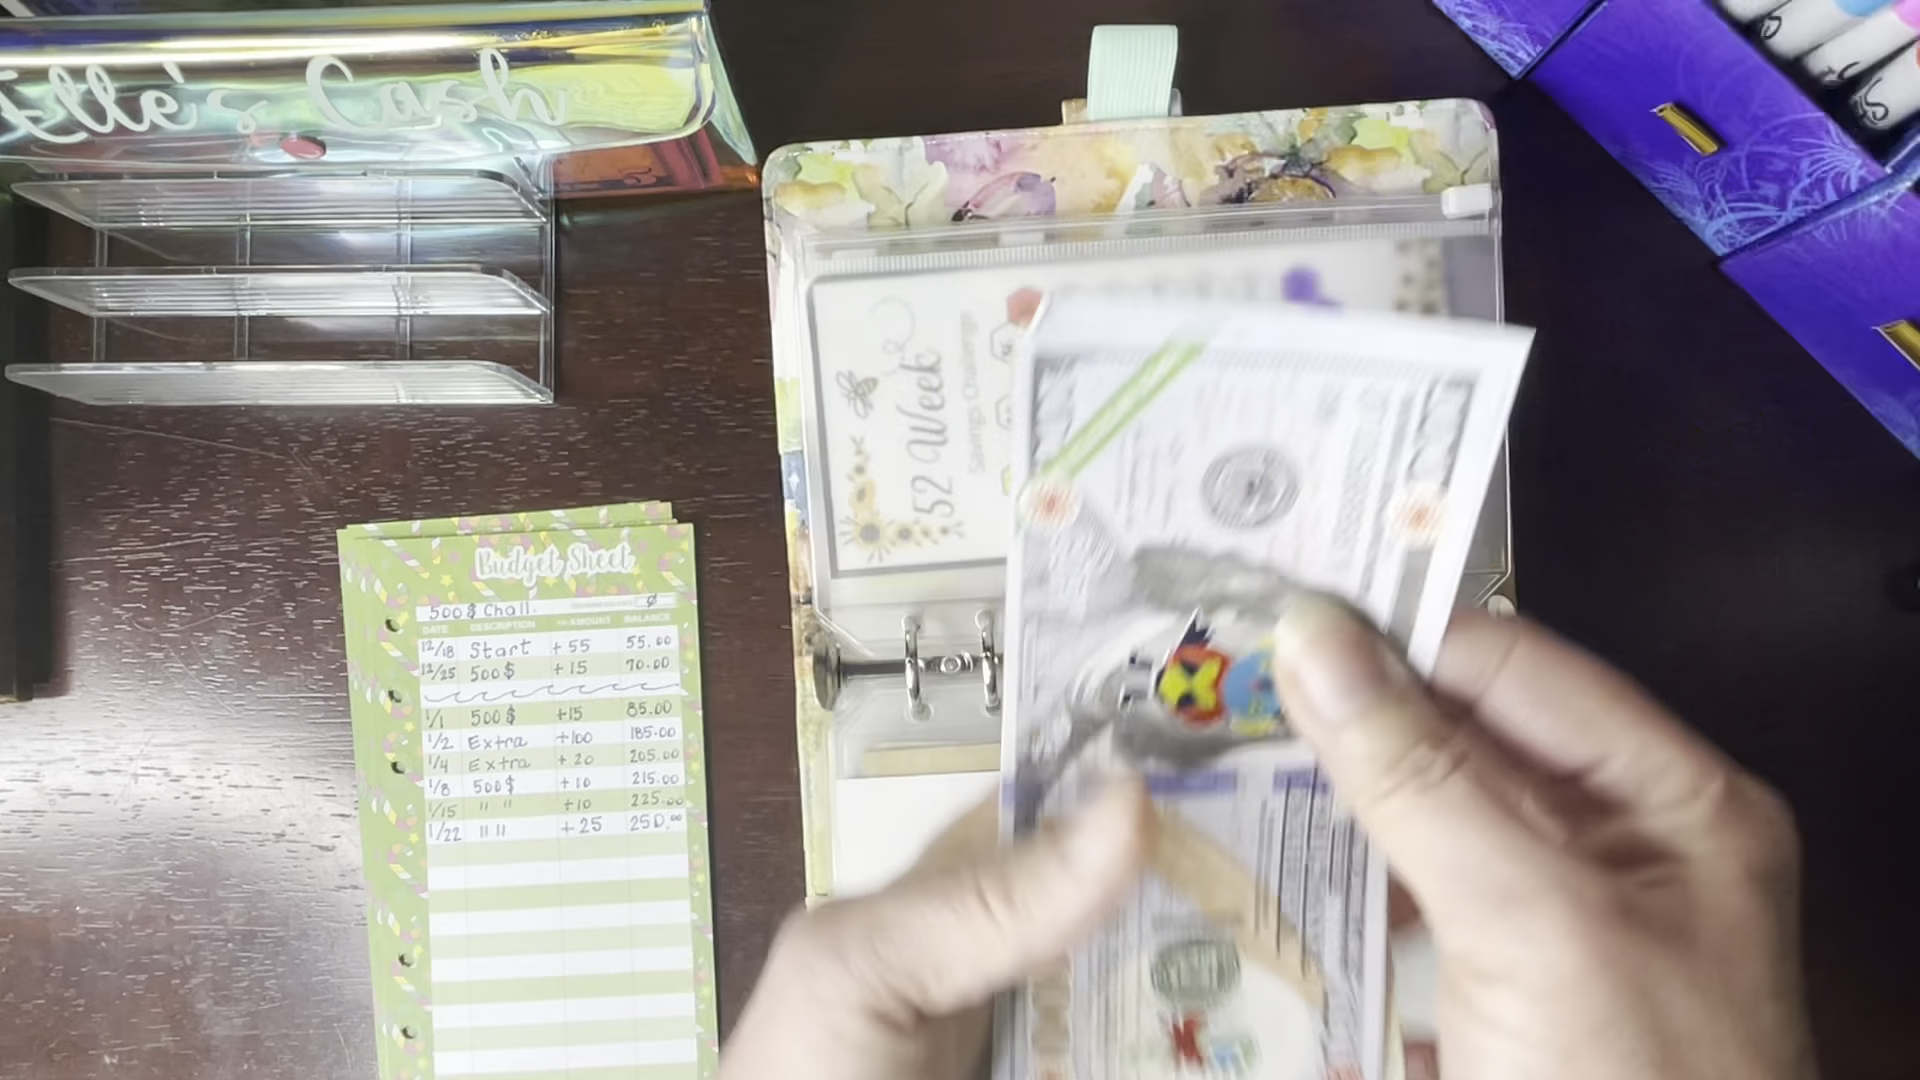 Elle's Cash
52 Week
Savings Challenge
Budget Sheet
500$ Chall. Ø
DATE DESCRIPTION +/- AMOUNT BALANCE
12/18 Start +55 55.00
12/25 500$ +15 70.00
1/1 500$ +15 85.00
1/2 Extra +100 185.00
1/4 Extra +20 205.00
1/8 500$ +10 215.00
1/15 " " +10 225.00
1/22 " " +25 250.00